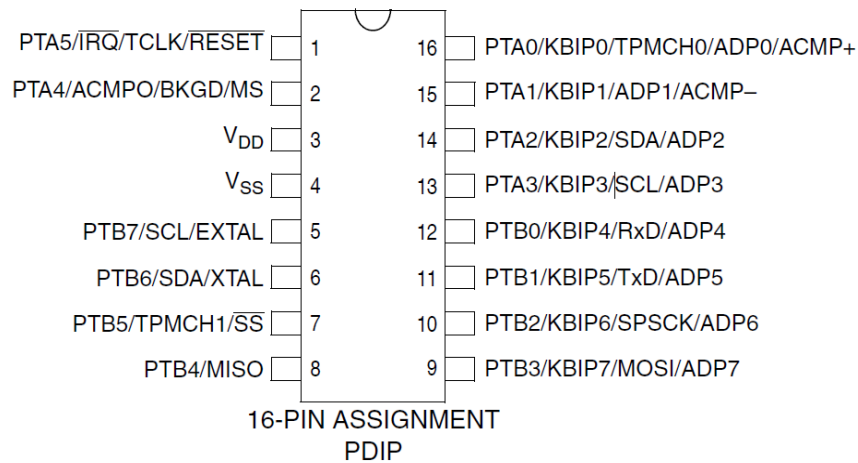 PTA5/IRQ/TCLK/RESET 1 16 PTA0/KBIP0/TPMCH0/ADP0/ACMP+
PTA4/ACMPO/BKGD/MS 2 15 PTA1/KBIP1/ADP1/ACMP–
VDD 3 14 PTA2/KBIP2/SDA/ADP2
VSS 4 13 PTA3/KBIP3/SCL/ADP3
PTB7/SCL/EXTAL 5 12 PTB0/KBIP4/RxD/ADP4
PTB6/SDA/XTAL 6 11 PTB1/KBIP5/TxD/ADP5
PTB5/TPMCH1/SS 7 10 PTB2/KBIP6/SPSCK/ADP6
PTB4/MISO 8 9 PTB3/KBIP7/MOSI/ADP7
16-PIN ASSIGNMENT
PDIP